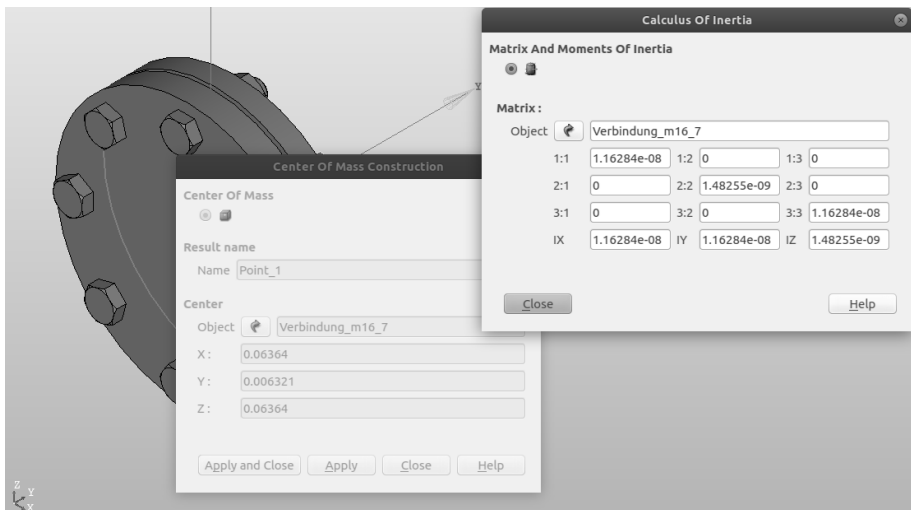 Calculus Of Inertia
Matrix And Moments Of Inertia
Matrix :
Object Verbindung_m16_7
1:1 1.16284e-08 1:2 0 1:3 0
2:1 0 2:2 1.48255e-09 2:3 0
3:1 0 3:2 0 3:3 1.16284e-08
IX 1.16284e-08 IY 1.16284e-08 IZ 1.48255e-09
Close Help
Y
Center Of Mass Construction
Center Of Mass
Result name
Name Point_1
Center
Object Verbindung_m16_7
X : 0.06364
Y : 0.006321
Z : 0.06364
Apply and Close Apply Close Help
Z
Y
X